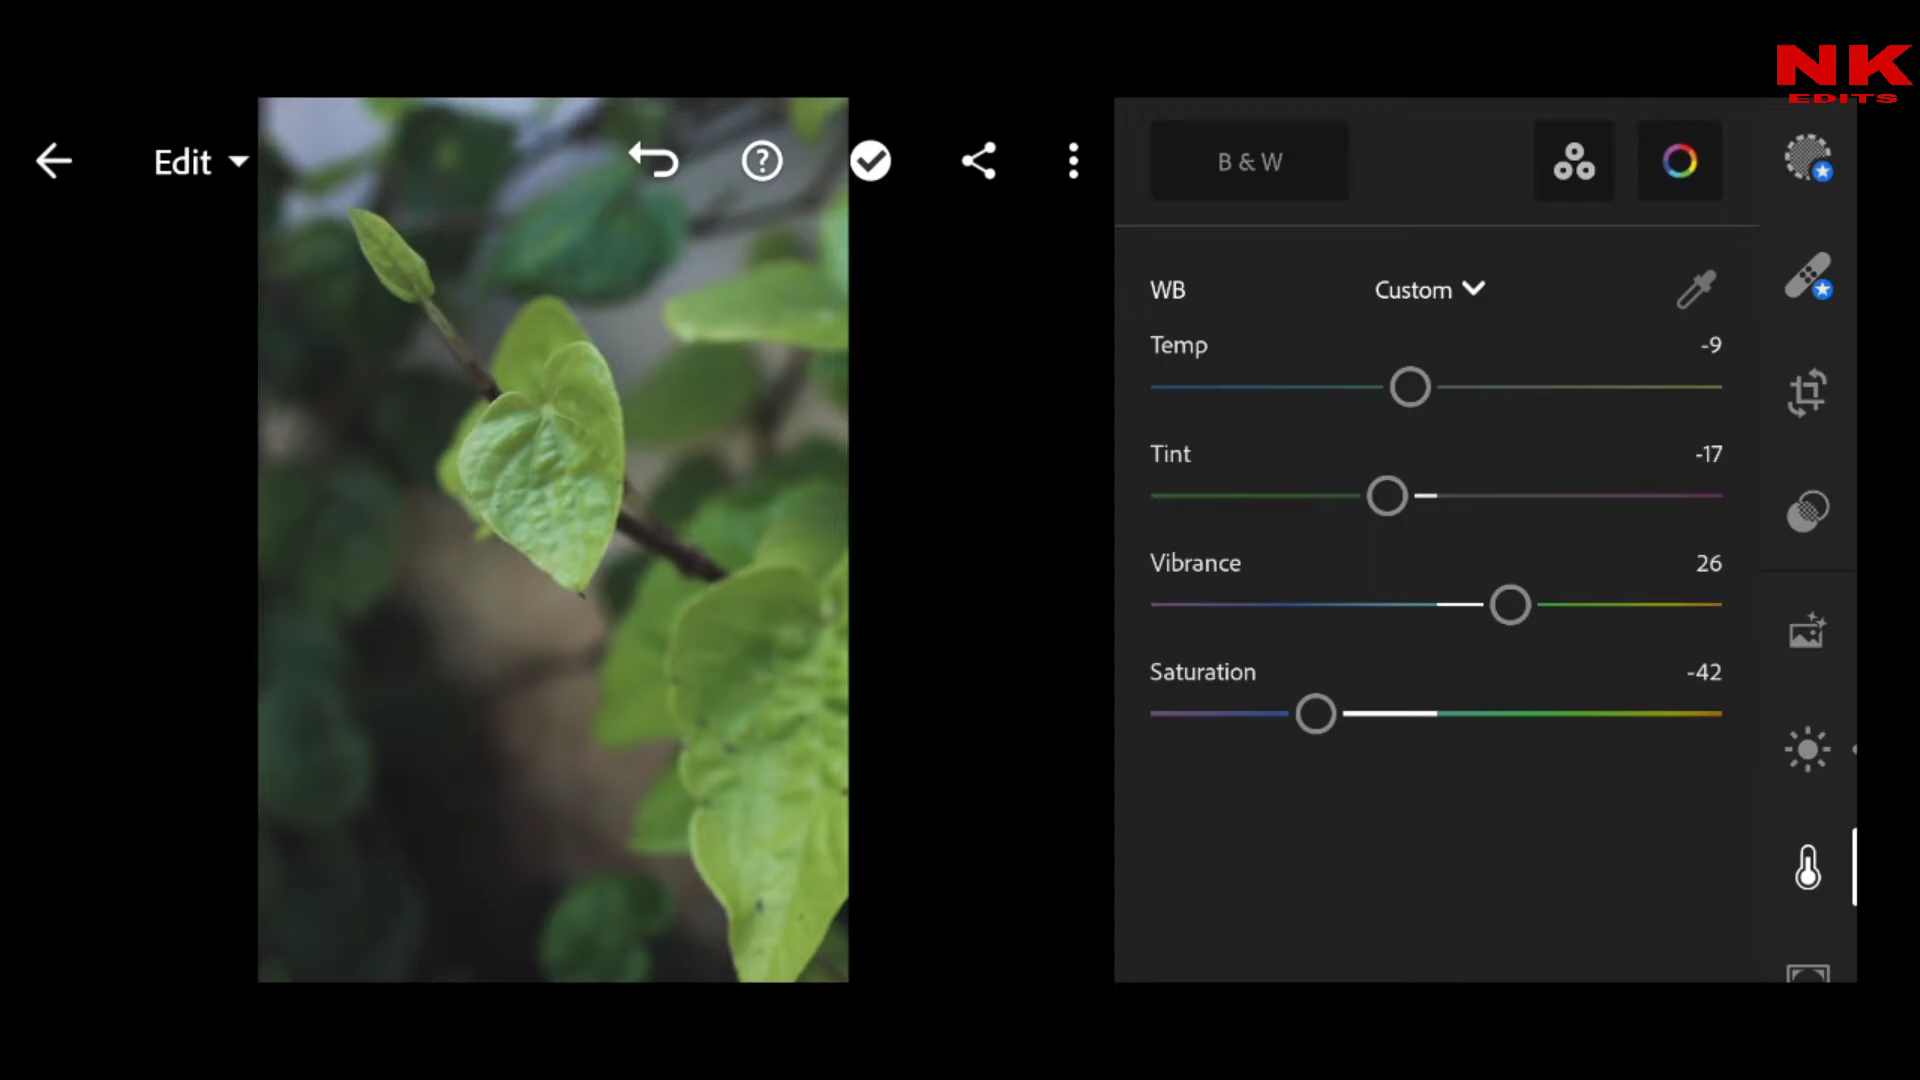 NK
EDITS
Edit
B & W
WB Custom
Temp -9
Tint -17
Vibrance 26
Saturation -42